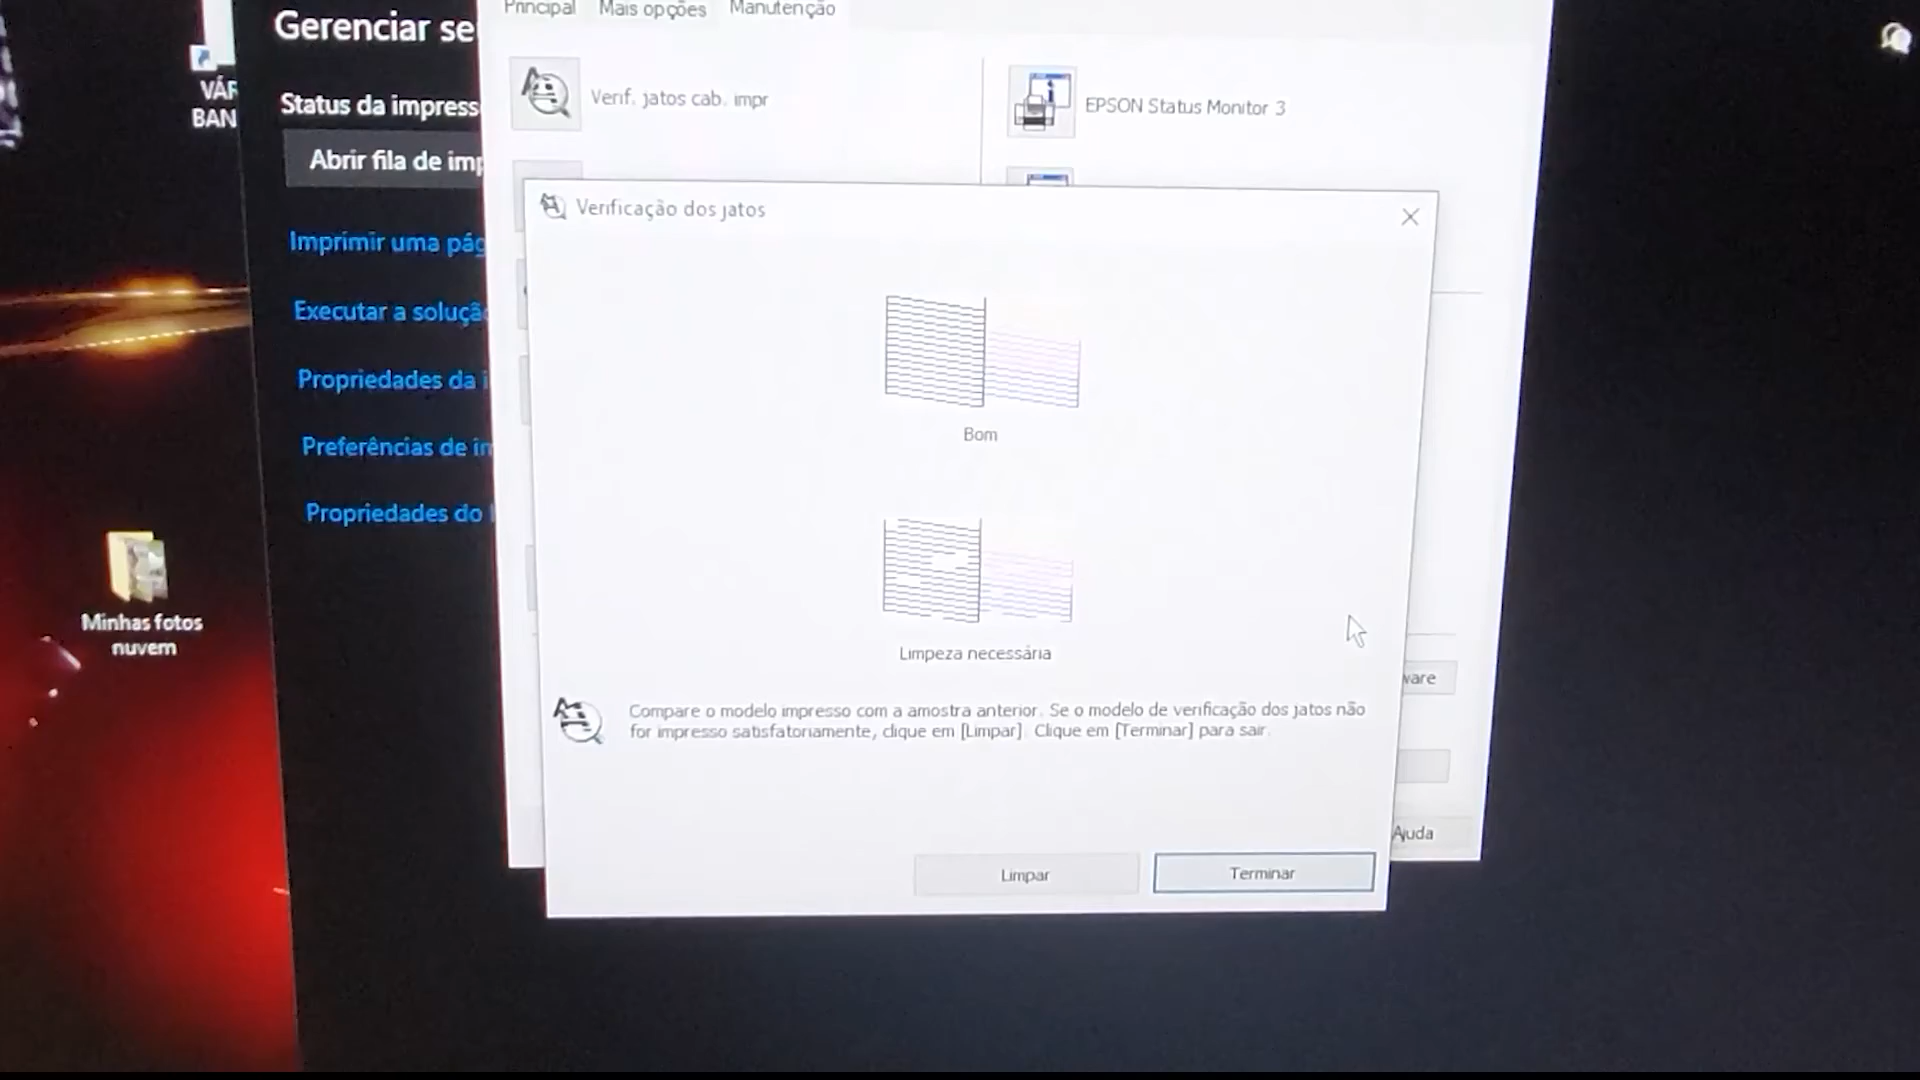 Principal Mais opções Manutenção
Gerenciar se
VÁR
BAN
Status da impress
Verif. jatos cab. impr
EPSON Status Monitor 3
Abrir fila de imp
Verificação dos jatos
Imprimir uma pág
Executar a soluçã
Propriedades da i
Bom
Preferências de in
Propriedades do
Minhas fotos
nuvem
Limpeza necessária
ware
Compare o modelo impresso com a amostra anterior. Se o modelo de verificação dos jatos não
for impresso satisfatoriamente, clique em [Limpar]. Clique em [Terminar] para sair.
Ajuda
Limpar
Terminar